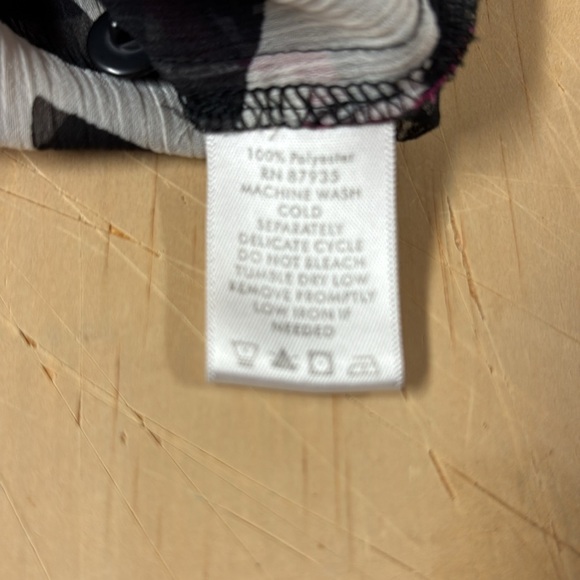 100% Polyester
RN 87935
MACHINE WASH
COLD
SEPARATELY
DELICATE CYCLE
DO NOT BLEACH
TUMBLE DRY LOW
REMOVE PROMPTLY
LOW IRON IF
NEEDED